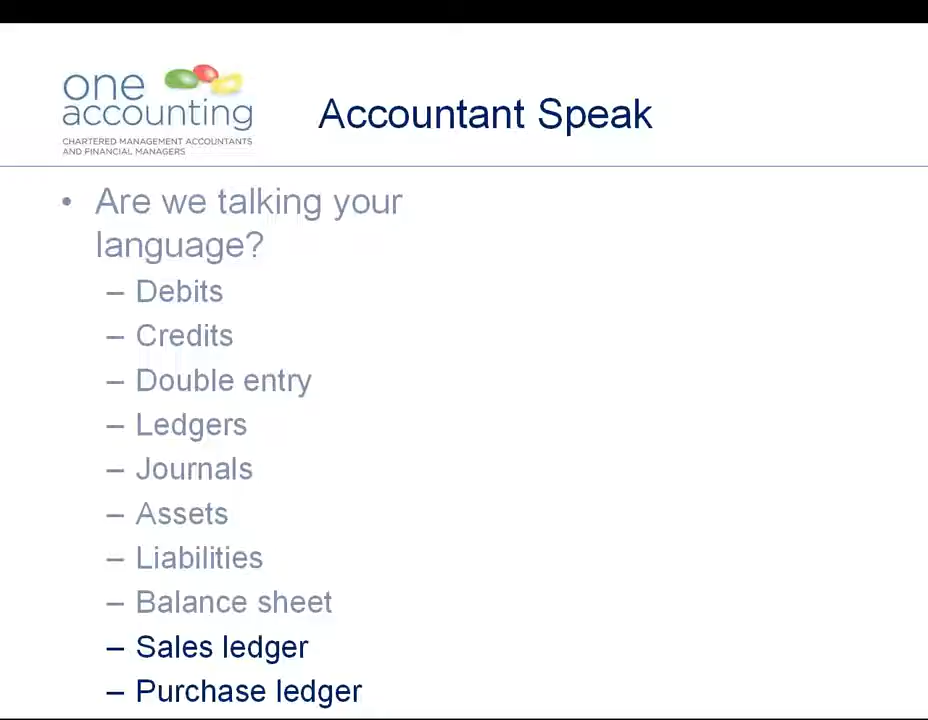 one
accounting
CHARTERED MANAGEMENT ACCOUNTANTS
AND FINANCIAL MANAGERS
Accountant Speak
• Are we talking your
language?
– Debits
– Credits
– Double entry
– Ledgers
– Journals
– Assets
– Liabilities
– Balance sheet
– Sales ledger
– Purchase ledger